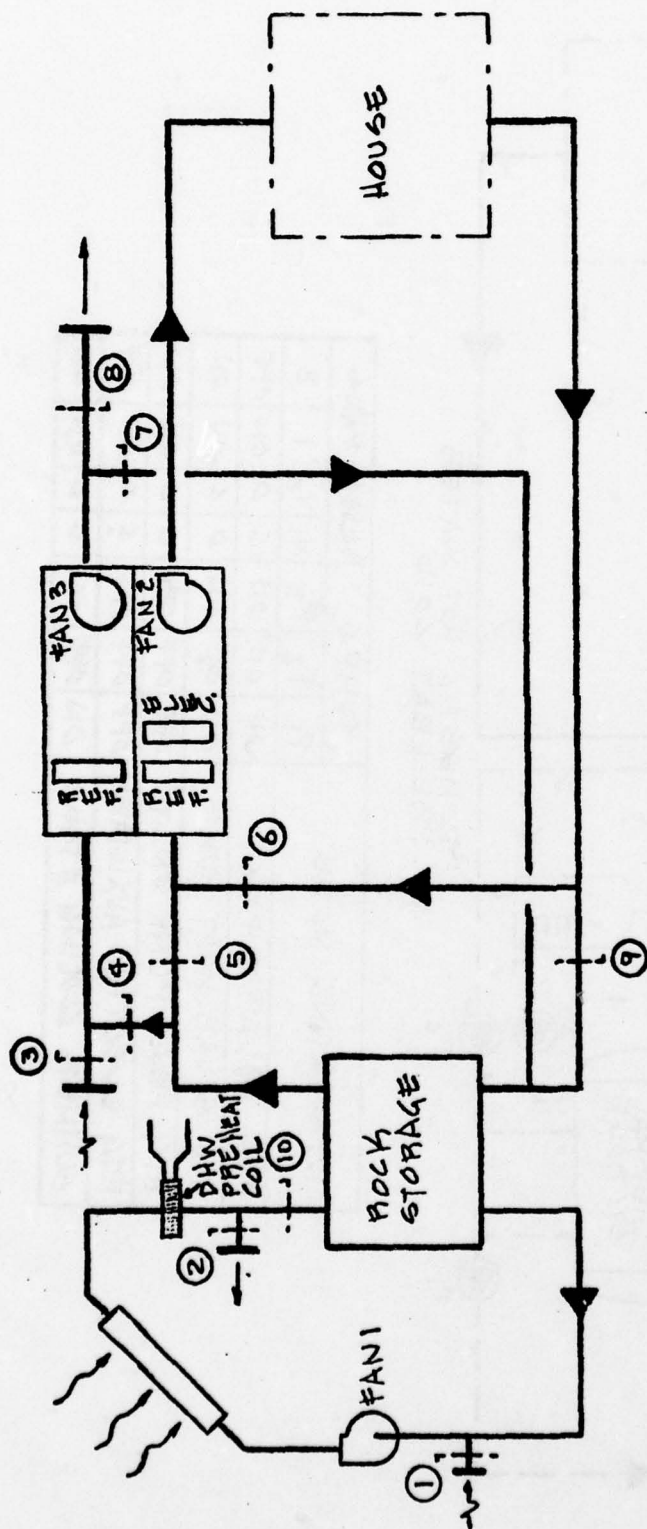 FAN 3
REF.
FAN 2
ELEC.
REF.
HOUSE
8
7
6
5
4
3
DHW
PREHEAT
COIL
10
2
ROCK
STORAGE
9
FAN 1
1